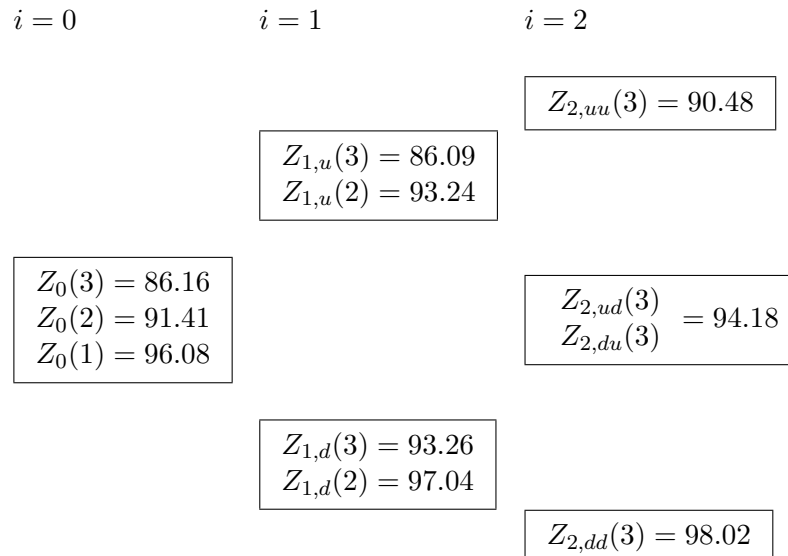 i = 0
i = 1
i = 2
Z_{2,uu}(3) = 90.48
Z_{1,u}(3) = 86.09
Z_{1,u}(2) = 93.24
Z_0(3) = 86.16
Z_0(2) = 91.41
Z_0(1) = 96.08
Z_{2,ud}(3)
Z_{2,du}(3)
= 94.18
Z_{1,d}(3) = 93.26
Z_{1,d}(2) = 97.04
Z_{2,dd}(3) = 98.02